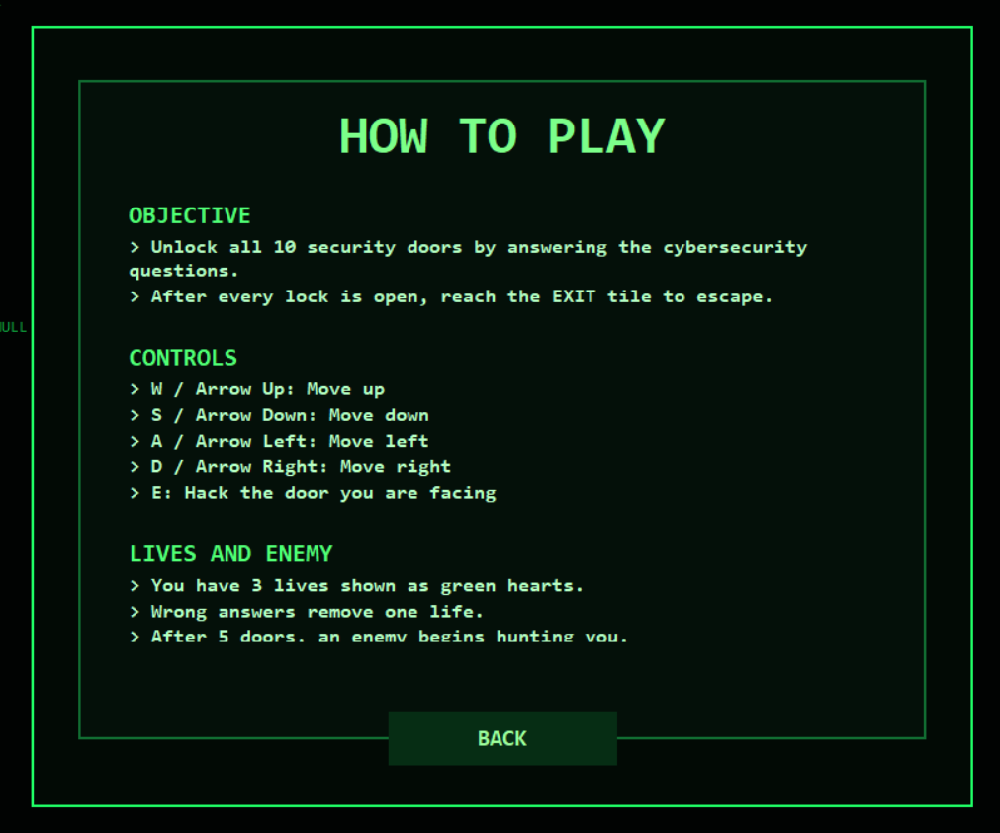 HOW TO PLAY
OBJECTIVE
> Unlock all 10 security doors by answering the cybersecurity
questions.
> After every lock is open, reach the EXIT tile to escape.
CONTROLS
> W / Arrow Up: Move up
> S / Arrow Down: Move down
> A / Arrow Left: Move left
> D / Arrow Right: Move right
> E: Hack the door you are facing
LIVES AND ENEMY
> You have 3 lives shown as green hearts.
> Wrong answers remove one life.
> After 5 doors, an enemy begins hunting you.
BACK